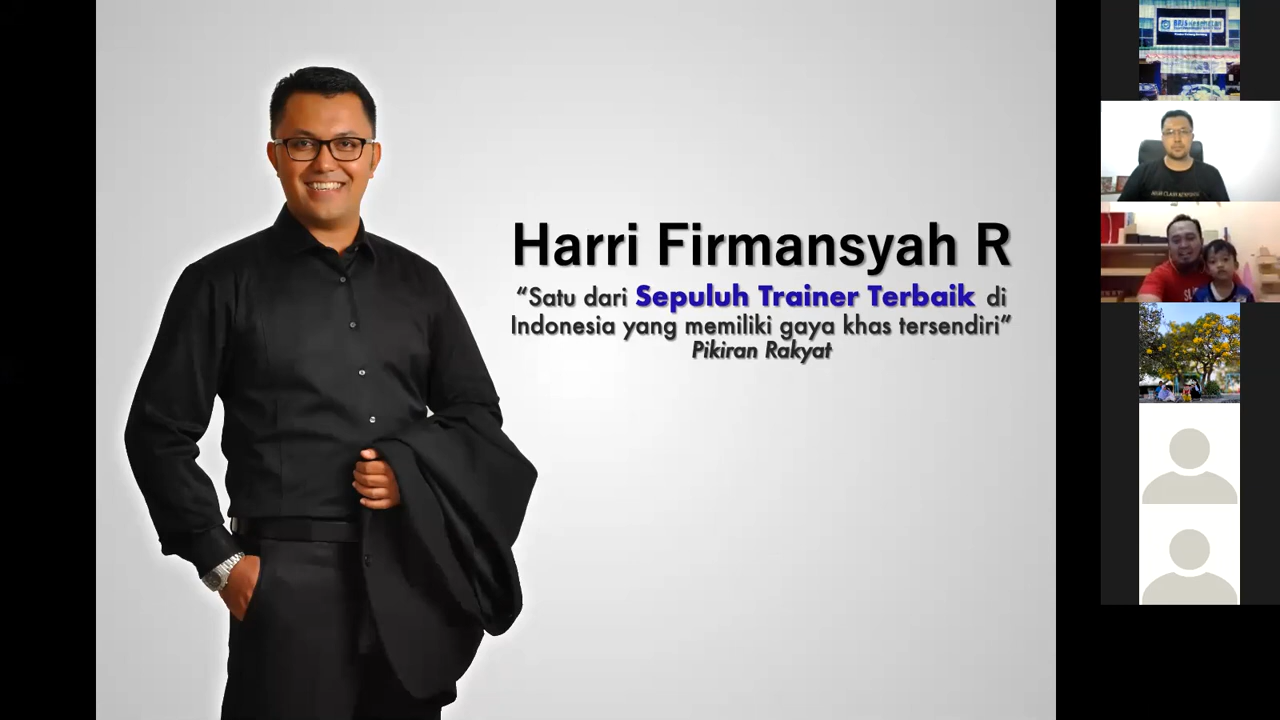 Harri Firmansyah R
“Satu dari Sepuluh Trainer Terbaik di
Indonesia yang memiliki gaya khas tersendiri“
Pikiran Rakyat